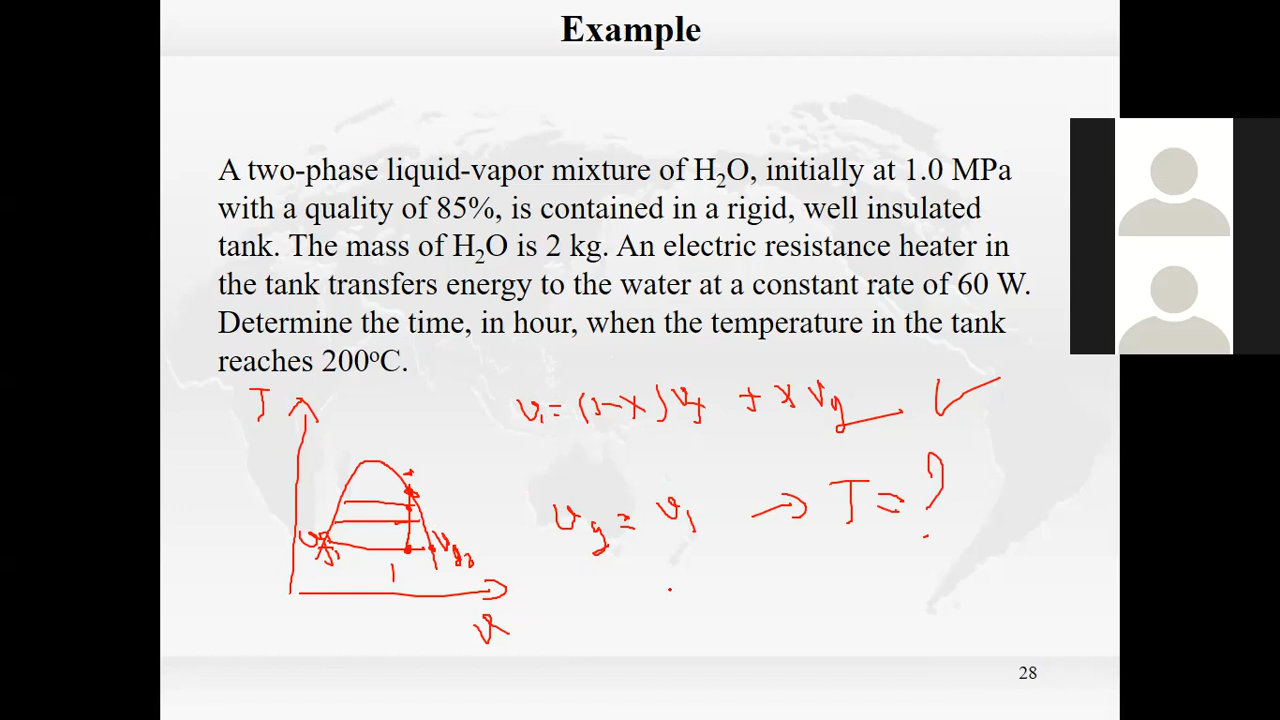 Example
A two-phase liquid-vapor mixture of H₂O, initially at 1.0 MPa
with a quality of 85%, is contained in a rigid, well insulated
tank. The mass of H₂O is 2 kg. An electric resistance heater in
the tank transfers energy to the water at a constant rate of 60 W.
Determine the time, in hour, when the temperature in the tank
reaches 200ºC.
T
v₁ = (1-x)vf + x vg
vg = v₁ → T = ?
v
28